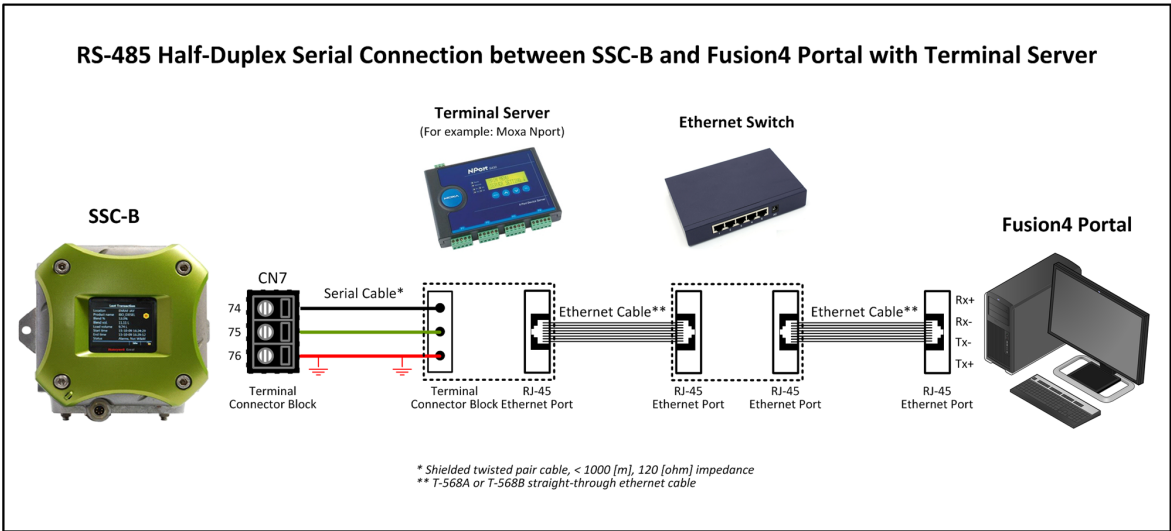 RS-485 Half-Duplex Serial Connection between SSC-B and Fusion4 Portal with Terminal Server
Terminal Server
(For example: Moxa Nport)
Ethernet Switch
SSC-B
Fusion4 Portal
NPort
MOXA
Last Transaction
CN7
74
75
76
Serial Cable*
Ethernet Cable**
Ethernet Cable**
Rx+
Rx-
Tx-
Tx+
Terminal
Connector Block
Terminal
Connector Block
RJ-45
Ethernet Port
RJ-45
Ethernet Port
RJ-45
Ethernet Port
RJ-45
Ethernet Port
* Shielded twisted pair cable, < 1000 [m], 120 [ohm] impedance
** T-568A or T-568B straight-through ethernet cable